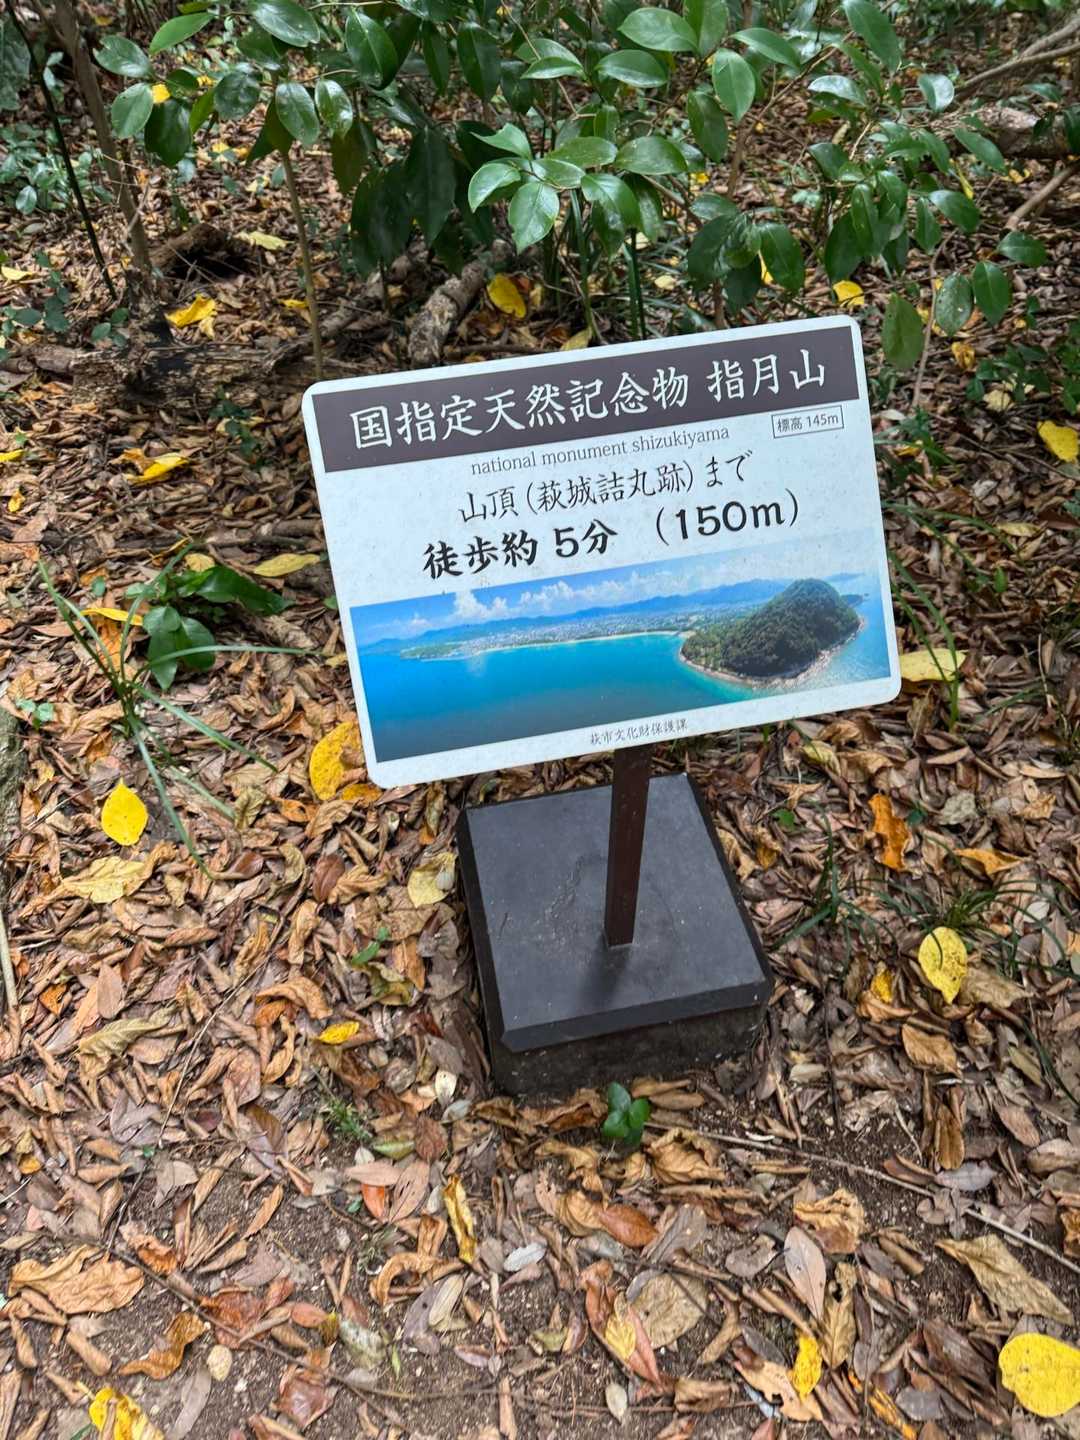 国指定天然記念物 指月山
national monument shizukiyama
標高 145m
山頂(萩城詰丸跡)まで
徒歩約 5分 (150m)
萩市文化財保護課